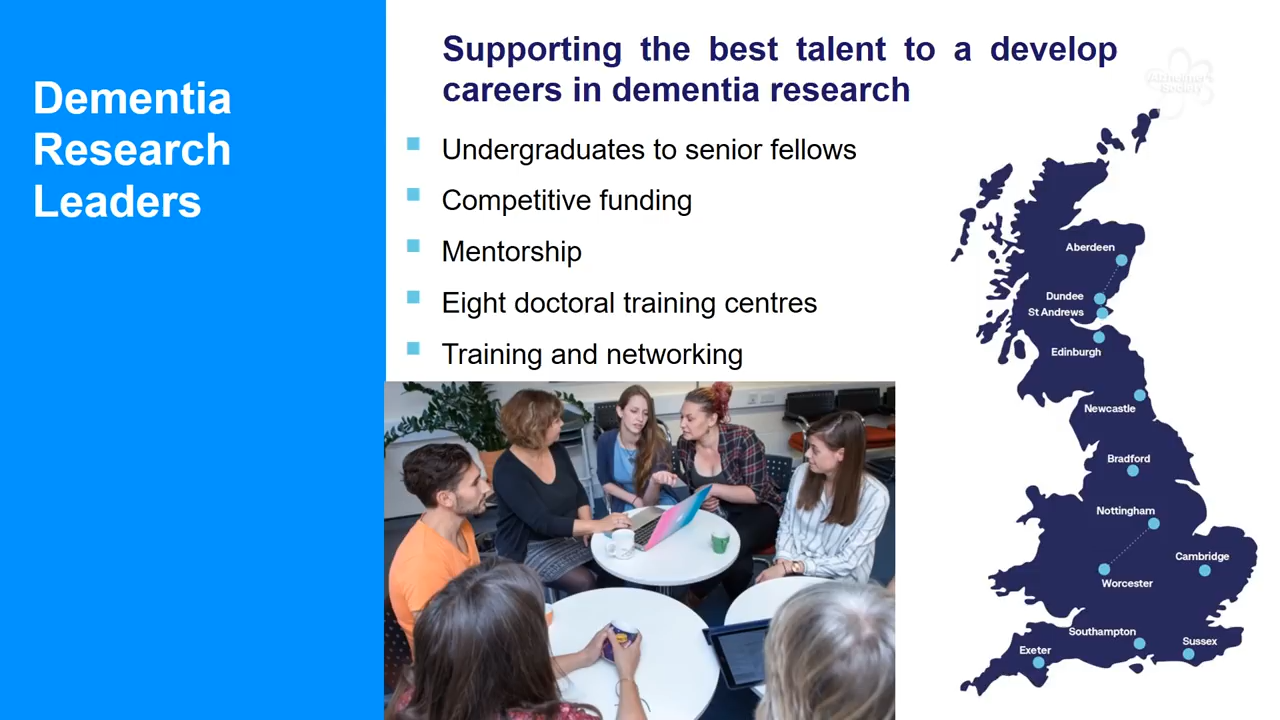 Dementia
Research
Leaders
Supporting the best talent to a develop
careers in dementia research
Undergraduates to senior fellows
Competitive funding
Mentorship
Eight doctoral training centres
Training and networking
Alzheimer's
Society
Aberdeen
Dundee
St Andrews
Edinburgh
Newcastle
Bradford
Nottingham
Cambridge
Worcester
Southampton
Sussex
Exeter